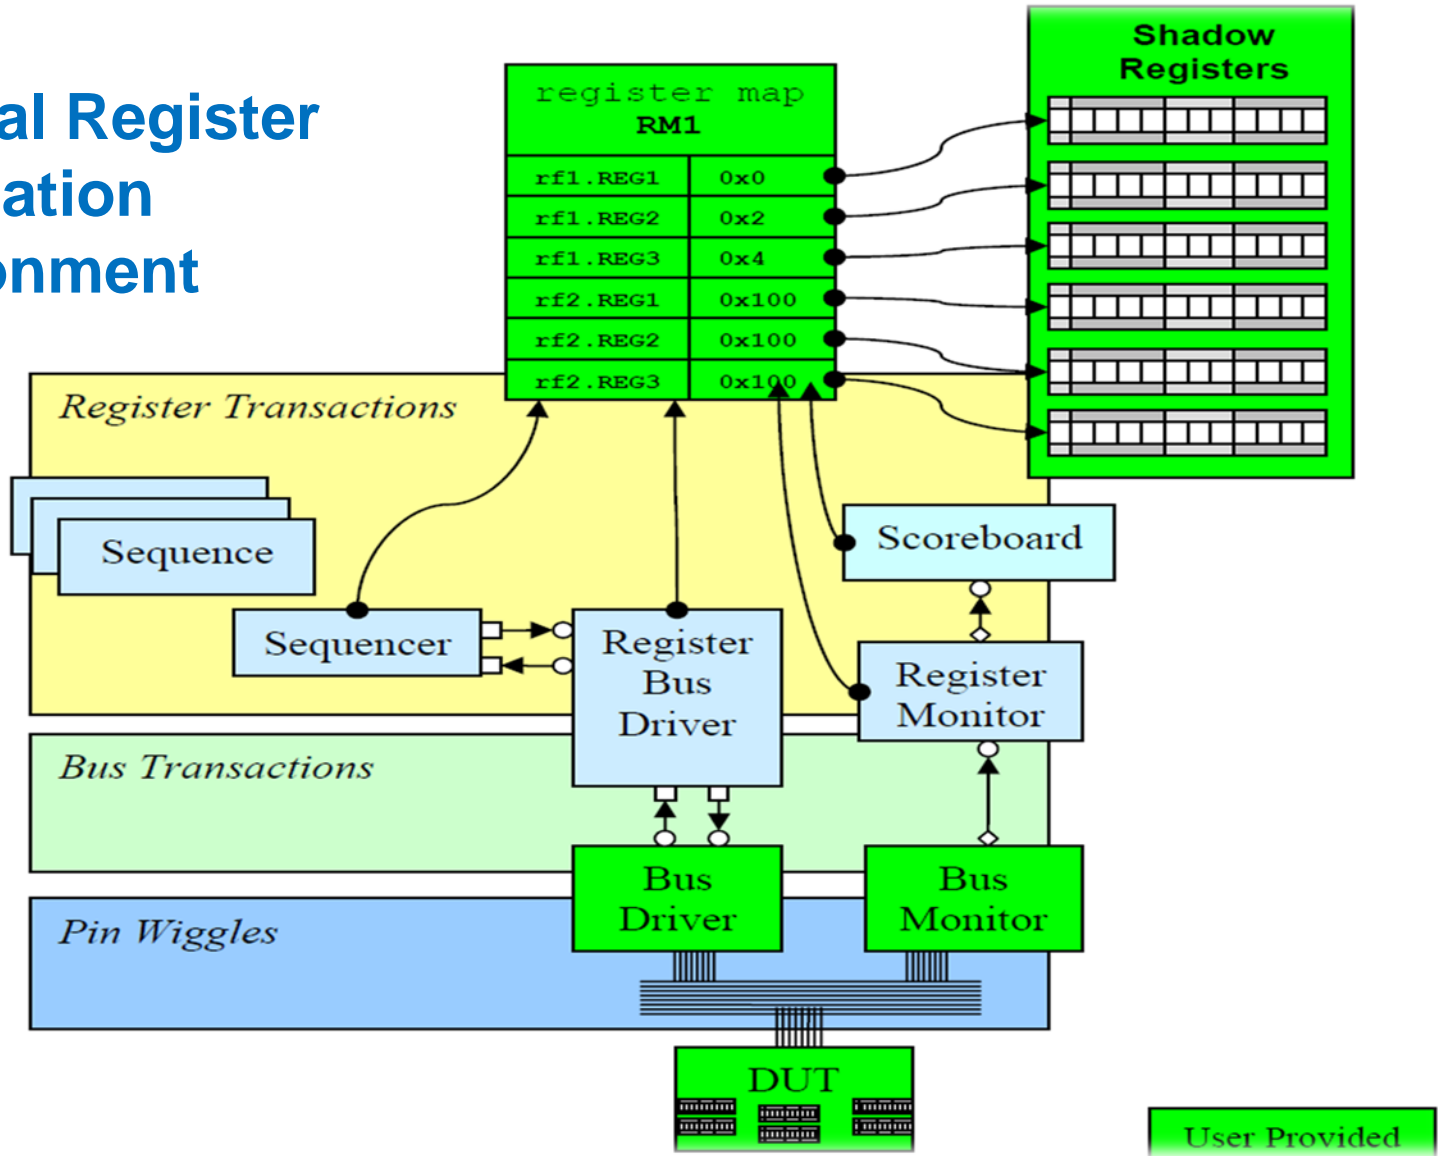 al Register
ation
onment
register map
RM1
rf1.REG1 0x0
rf1.REG2 0x2
rf1.REG3 0x4
rf2.REG1 0x100
rf2.REG2 0x100
rf2.REG3 0x100
Shadow
Registers
Register Transactions
Sequence
Scoreboard
Sequencer
Register
Bus
Driver
Register
Monitor
Bus Transactions
Bus
Driver
Bus
Monitor
Pin Wiggles
DUT
User Provided